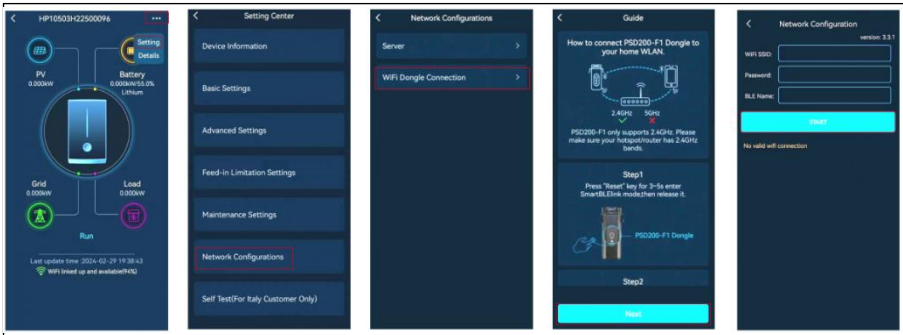 HP10503H22500096
...
Setting
Details
PV
0.000kW
Battery
0.000kW/55.0%
Lithium
Grid
0.000kW
Load
0.000kW
Run
Last update time :2024-02-29 19:38:43
WiFi linked up and available(94%)
Setting Center
Device Information
Basic Settings
Advanced Settings
Feed-in Limitation Settings
Maintenance Settings
Network Configurations
Self Test(For Italy Customer Only)
Network Configurations
Server
WiFi Dongle Connection
Guide
How to connect PSD200-F1 Dongle to
your home WLAN.
2.4GHz
5GHz
PSD200-F1 only supports 2.4GHz. Please
make sure your hotspot/router has 2.4GHz
bands.
Step1
Press "Reset" key for 3~5s enter
SmartBLElink mode,then release it.
PSD200-F1 Dongle
Step2
Next
Network Configuration
version: 3.3.1
WiFi SSID:
Password:
BLE Name:
START
No valid wifi connection